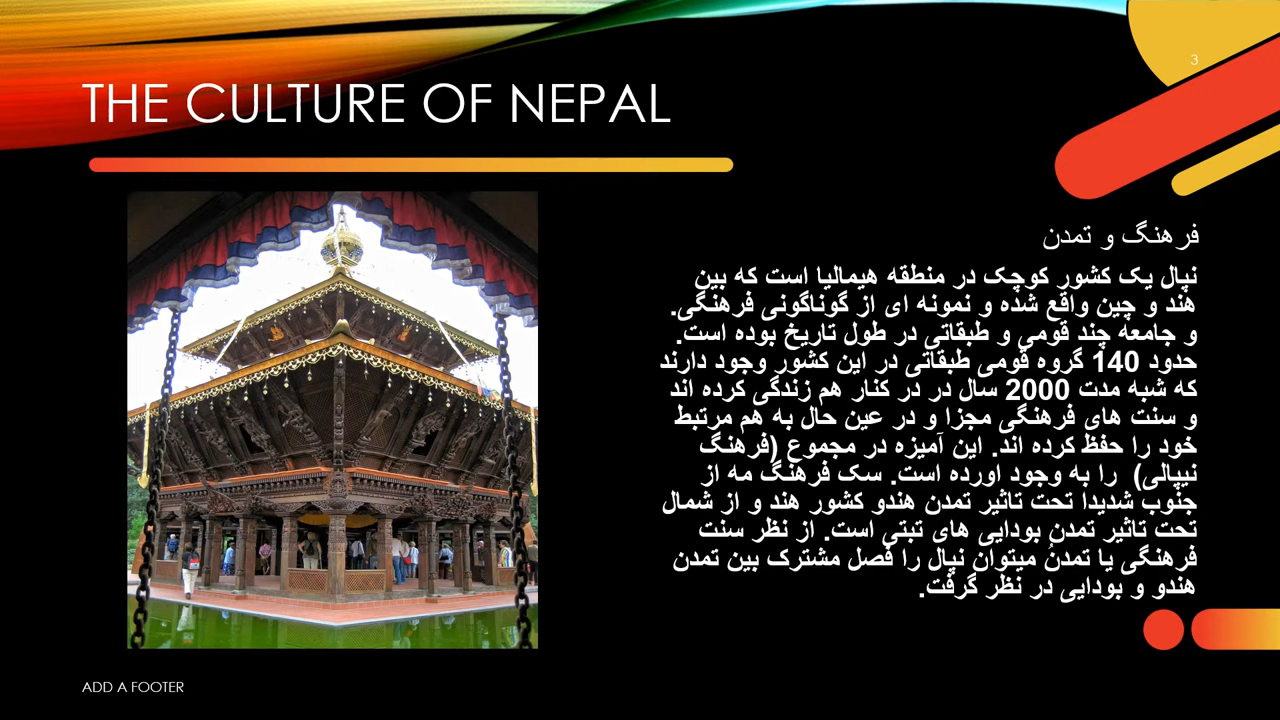 3
THE CULTURE OF NEPAL
فرهنگ و تمدن
نپال یک کشور کوچک در منطقه هیمالیا است که بین
هند و چین واقع شده و نمونه ای از گوناگونی فرهنگی.
و جامعه چند قومی و طبقاتی در طول تاریخ بوده است.
حدود 140 گروه قومی طبقاتی در این کشور وجود دارند
که شبه مدت 2000 سال در در کنار هم زندگی کرده اند
و سنت های فرهنگی مجزا و در عین حال به هم مرتبط
خود را حفظ کرده اند. این آمیزه در مجموع (فرهنگ
نیپالی) را به وجود اورده است. سک فرهنگ مه از
جنوب شدیدا تحت تاثیر تمدن هندو کشور هند و از شمال
تحت تاثیر تمدن بودایی های تبتی است. از نظر سنت
فرهنگی یا تمدن میتوان نپال را فصل مشترک بین تمدن
هندو و بودایی در نظر گرفت.
ADD A FOOTER